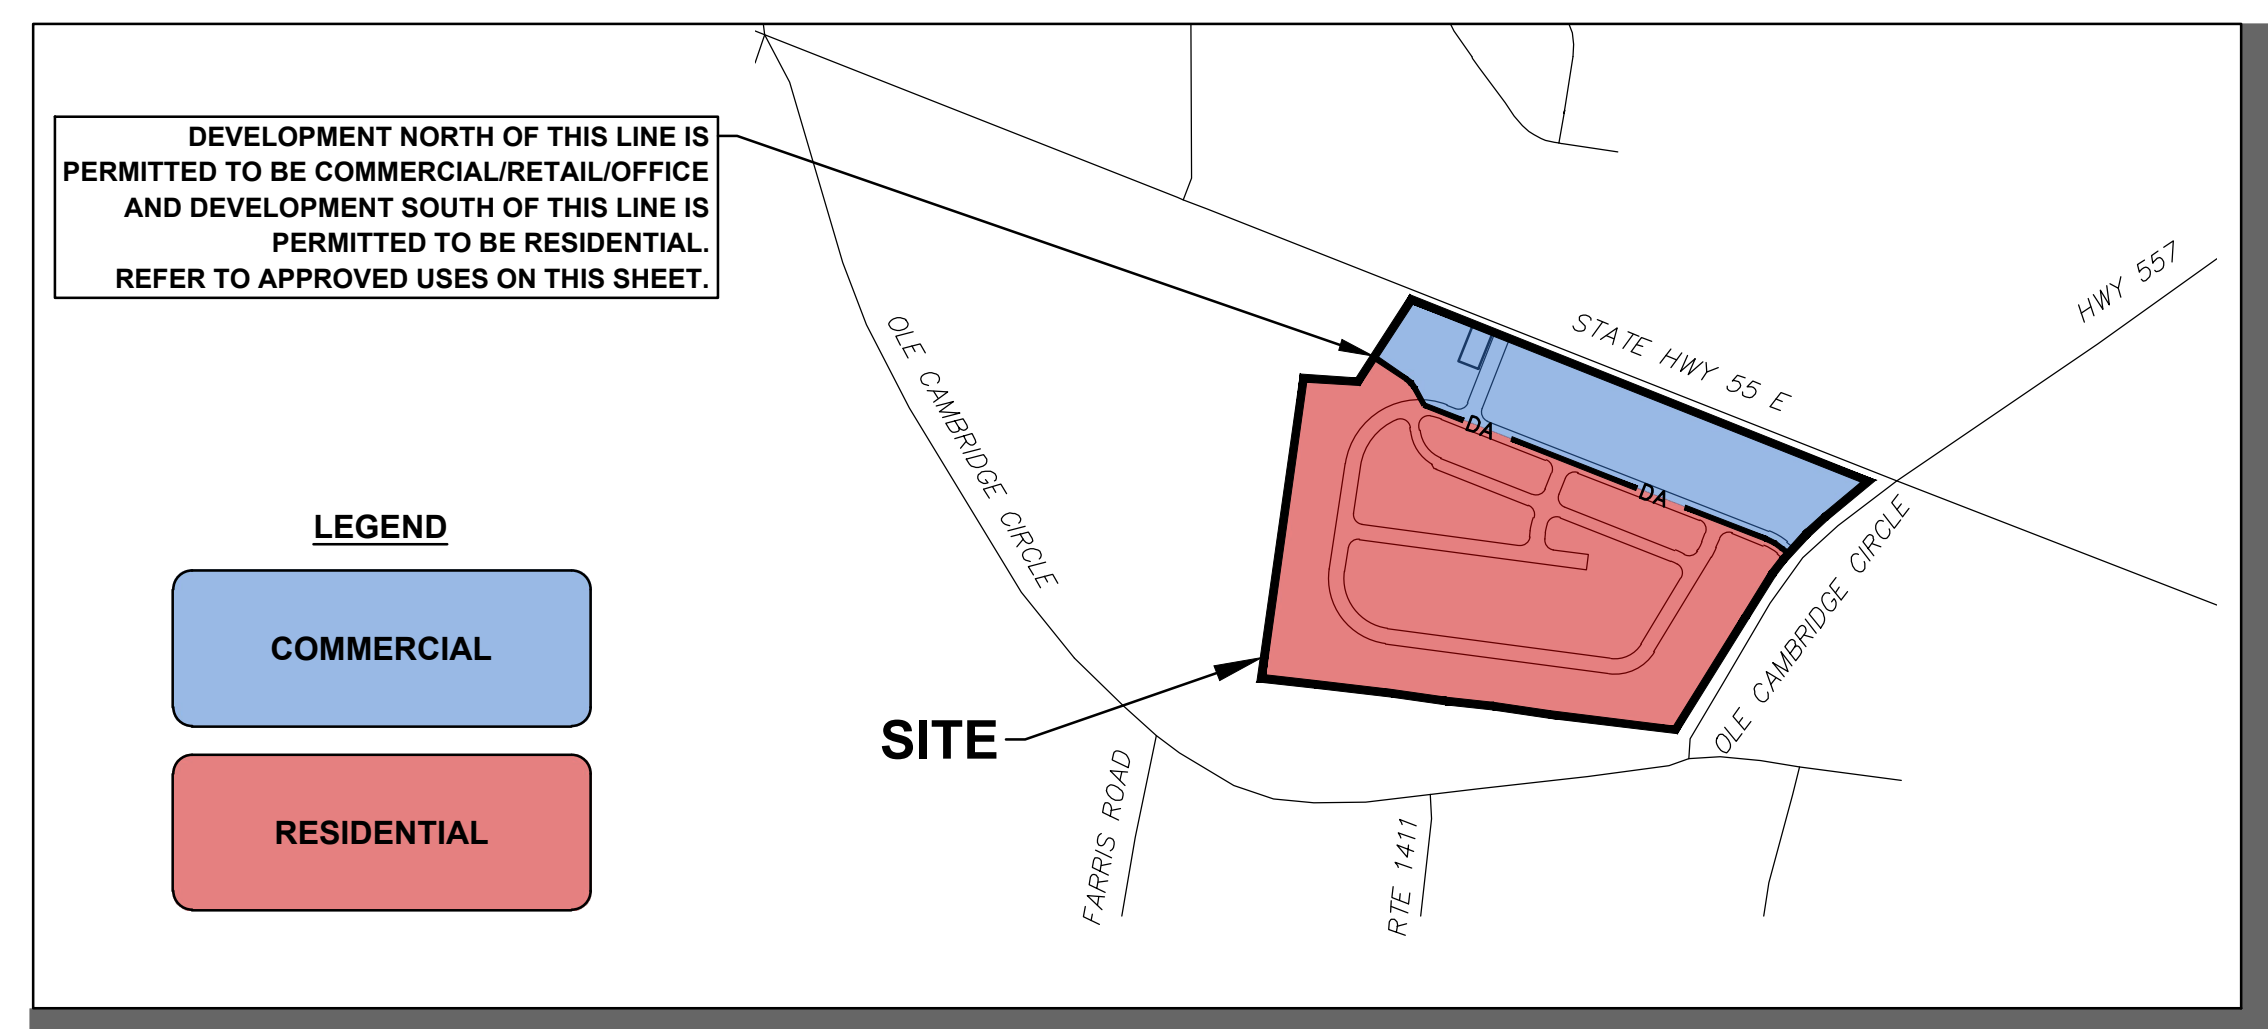 DEVELOPMENT NORTH OF THIS LINE IS
PERMITTED TO BE COMMERCIAL/RETAIL/OFFICE
AND DEVELOPMENT SOUTH OF THIS LINE IS
PERMITTED TO BE RESIDENTIAL.
REFER TO APPROVED USES ON THIS SHEET.
HWY 557
STATE HWY 55 E
OLE CAMBRIDGE CIRCLE
DA
DA
LEGEND
COMMERCIAL
RESIDENTIAL
OLE CAMBRIDGE CIRCLE
SITE
FARRIS ROAD
RTE 1411